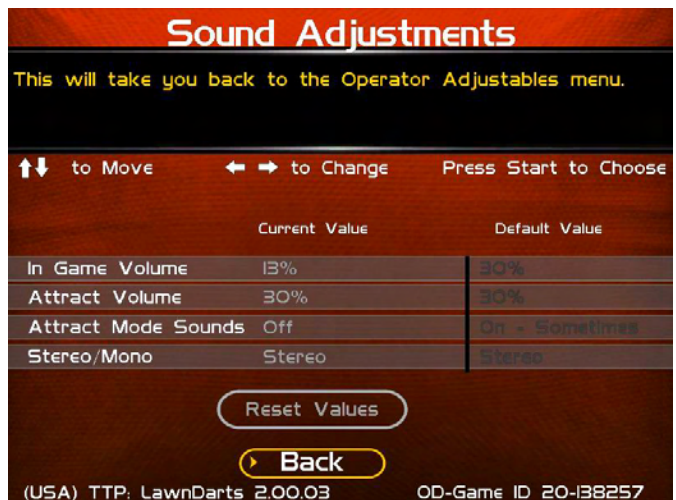 Sound Adjustments
This will take you back to the Operator Adjustables menu.
to Move to Change Press Start to Choose
Current Value Default Value
In Game Volume 13% 30%
Attract Volume 30% 30%
Attract Mode Sounds Off On - Sometimes
Stereo/Mono Stereo Stereo
Reset Values
Back
(USA) TTP: LawnDarts 2.00.03 OD-Game ID 20-138257